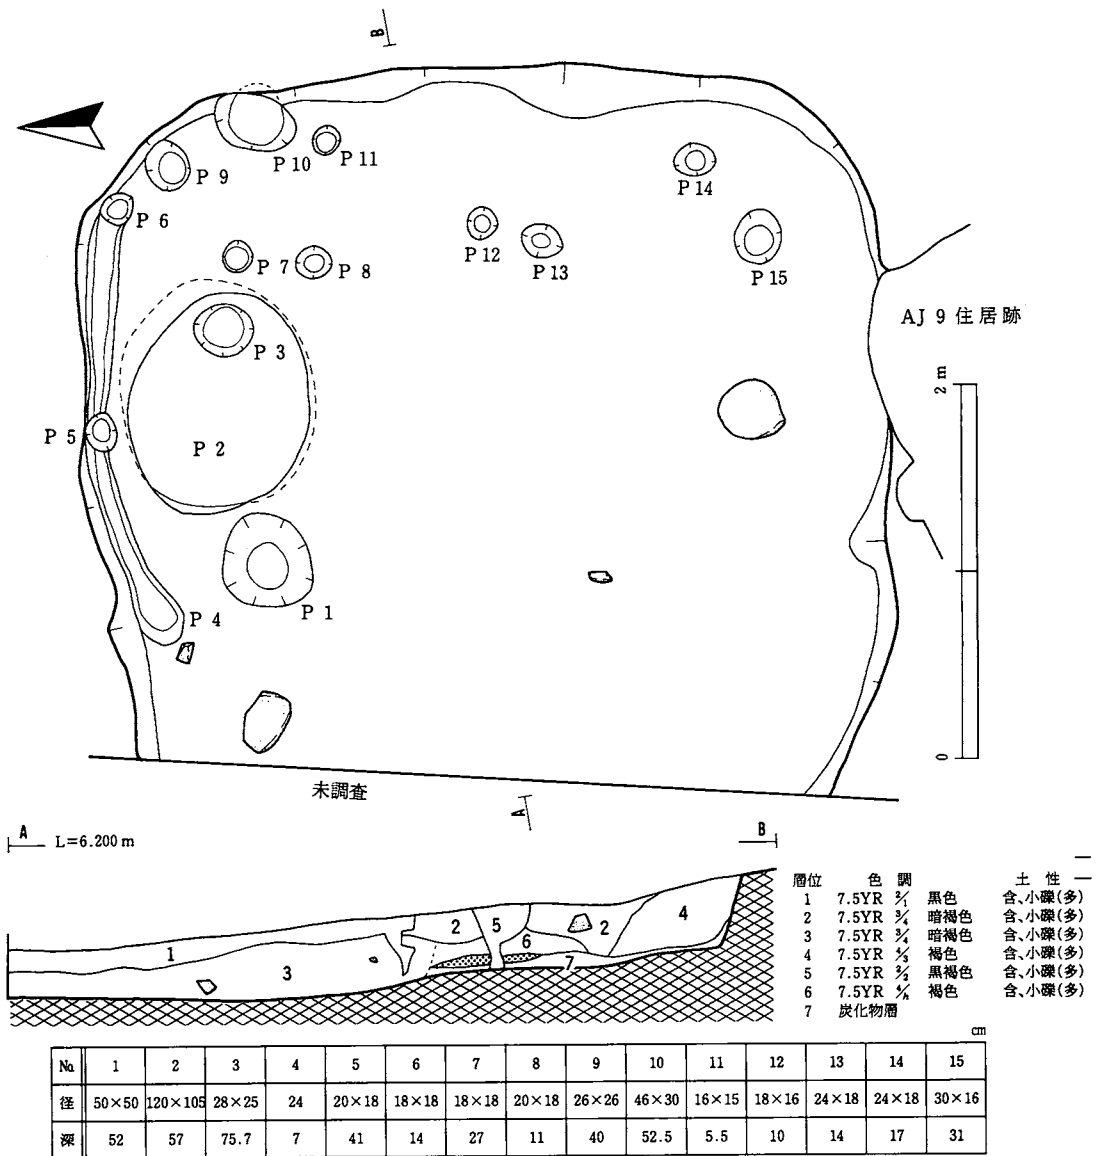 B
P 10
P 11
P 9
P 14
P 6
P 12
P 13
P 15
P 7
P 8
AJ 9 住居跡
P 3
2 m
P 5
P 2
P 1
P 4
0
未調査
A
A
L=6.200 m
B
層位 色調 土性
1 7.5YR 2/1 黒色 含、小礫(多)
2 7.5YR 3/4 暗褐色 含、小礫(多)
3 7.5YR 3/4 暗褐色 含、小礫(多)
4 7.5YR 4/3 褐色 含、小礫(多)
5 7.5YR 2/2 黒褐色 含、小礫(多)
6 7.5YR 褐色 含、小礫(多)
7 炭化物層
1
2
3
5
6
2
4
7
cm
No. 1 2 3 4 5 6 7 8 9 10 11 12 13 14 15
径 50×50 120×105 28×25 24 20×18 18×18 18×18 20×18 26×26 46×30 16×15 18×16 24×18 24×18 30×16
深 52 57 75.7 7 41 14 27 11 40 52.5 5.5 10 14 17 31